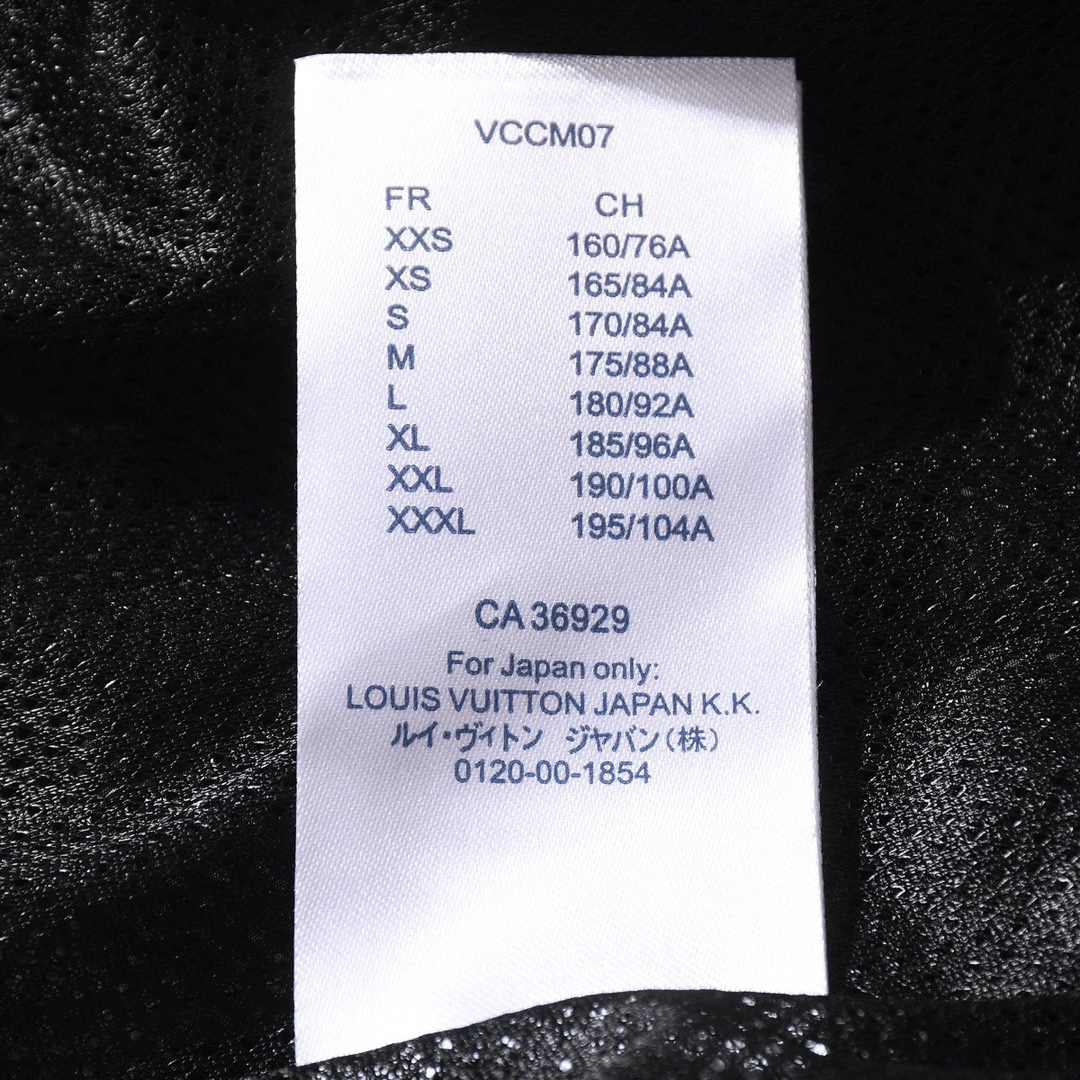 VCCM07
FR CH
XXS 160/76A
XS 165/84A
S 170/84A
M 175/88A
L 180/92A
XL 185/96A
XXL 190/100A
XXXL 195/104A
CA 36929
For Japan only:
LOUIS VUITTON JAPAN K.K.
ルイ・ヴィトン ジャバン(株)
0120-00-1854